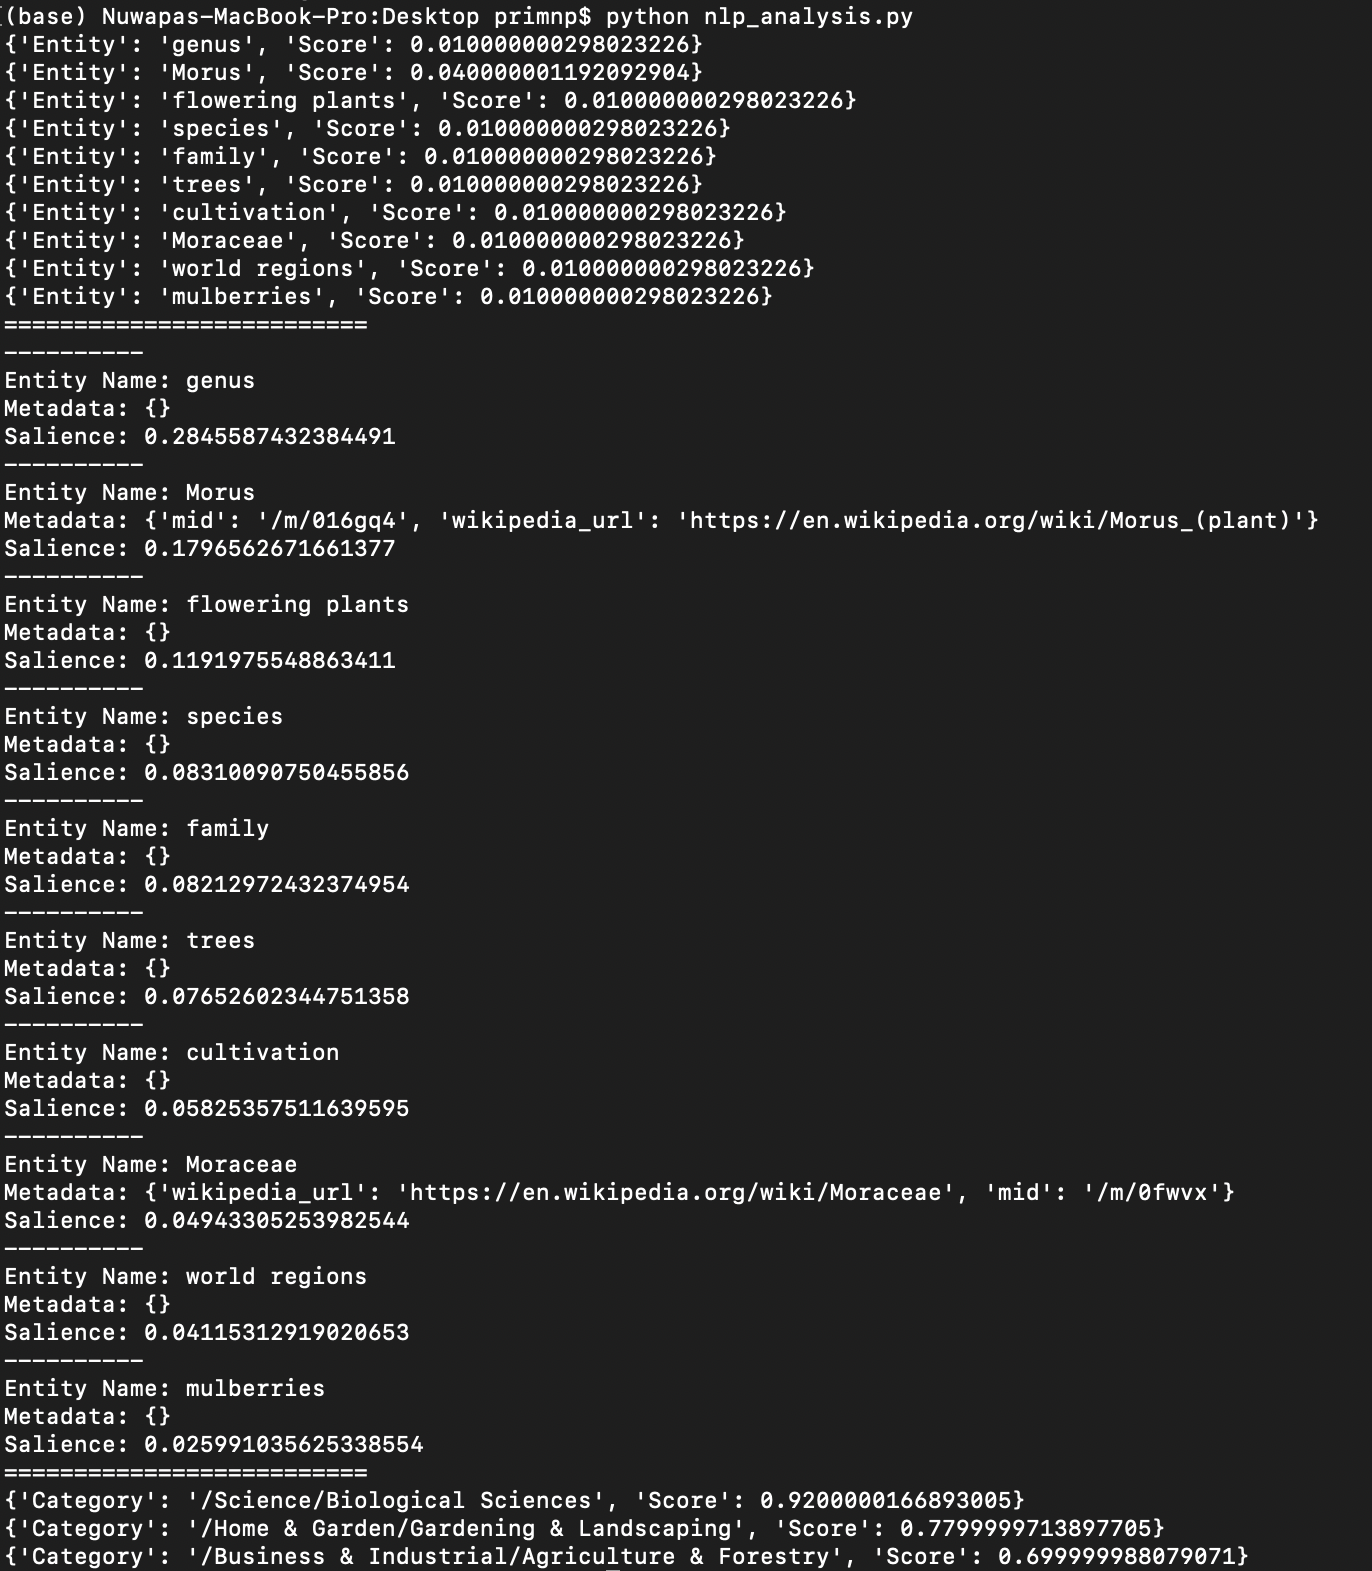 (base) Nuwapas-MacBook-Pro:Desktop primnp$ python nlp_analysis.py
{'Entity': 'genus', 'Score': 0.010000000298023226}
{'Entity': 'Morus', 'Score': 0.040000001192092904}
{'Entity': 'flowering plants', 'Score': 0.010000000298023226}
{'Entity': 'species', 'Score': 0.010000000298023226}
{'Entity': 'family', 'Score': 0.010000000298023226}
{'Entity': 'trees', 'Score': 0.010000000298023226}
{'Entity': 'cultivation', 'Score': 0.010000000298023226}
{'Entity': 'Moraceae', 'Score': 0.010000000298023226}
{'Entity': 'world regions', 'Score': 0.010000000298023226}
{'Entity': 'mulberries', 'Score': 0.010000000298023226}
==========================
----------
Entity Name: genus
Metadata: {}
Salience: 0.2845587432384491
----------
Entity Name: Morus
Metadata: {'mid': '/m/016gq4', 'wikipedia_url': 'https://en.wikipedia.org/wiki/Morus_(plant)'}
Salience: 0.1796562671661377
----------
Entity Name: flowering plants
Metadata: {}
Salience: 0.1191975548863411
----------
Entity Name: species
Metadata: {}
Salience: 0.08310090750455856
----------
Entity Name: family
Metadata: {}
Salience: 0.08212972432374954
----------
Entity Name: trees
Metadata: {}
Salience: 0.07652602344751358
----------
Entity Name: cultivation
Metadata: {}
Salience: 0.05825357511639595
----------
Entity Name: Moraceae
Metadata: {'wikipedia_url': 'https://en.wikipedia.org/wiki/Moraceae', 'mid': '/m/0fwvx'}
Salience: 0.04943305253982544
----------
Entity Name: world regions
Metadata: {}
Salience: 0.04115312919020653
----------
Entity Name: mulberries
Metadata: {}
Salience: 0.025991035625338554
==========================
{'Category': '/Science/Biological Sciences', 'Score': 0.9200000166893005}
{'Category': '/Home & Garden/Gardening & Landscaping', 'Score': 0.7799999713897705}
{'Category': '/Business & Industrial/Agriculture & Forestry', 'Score': 0.699999988079071}